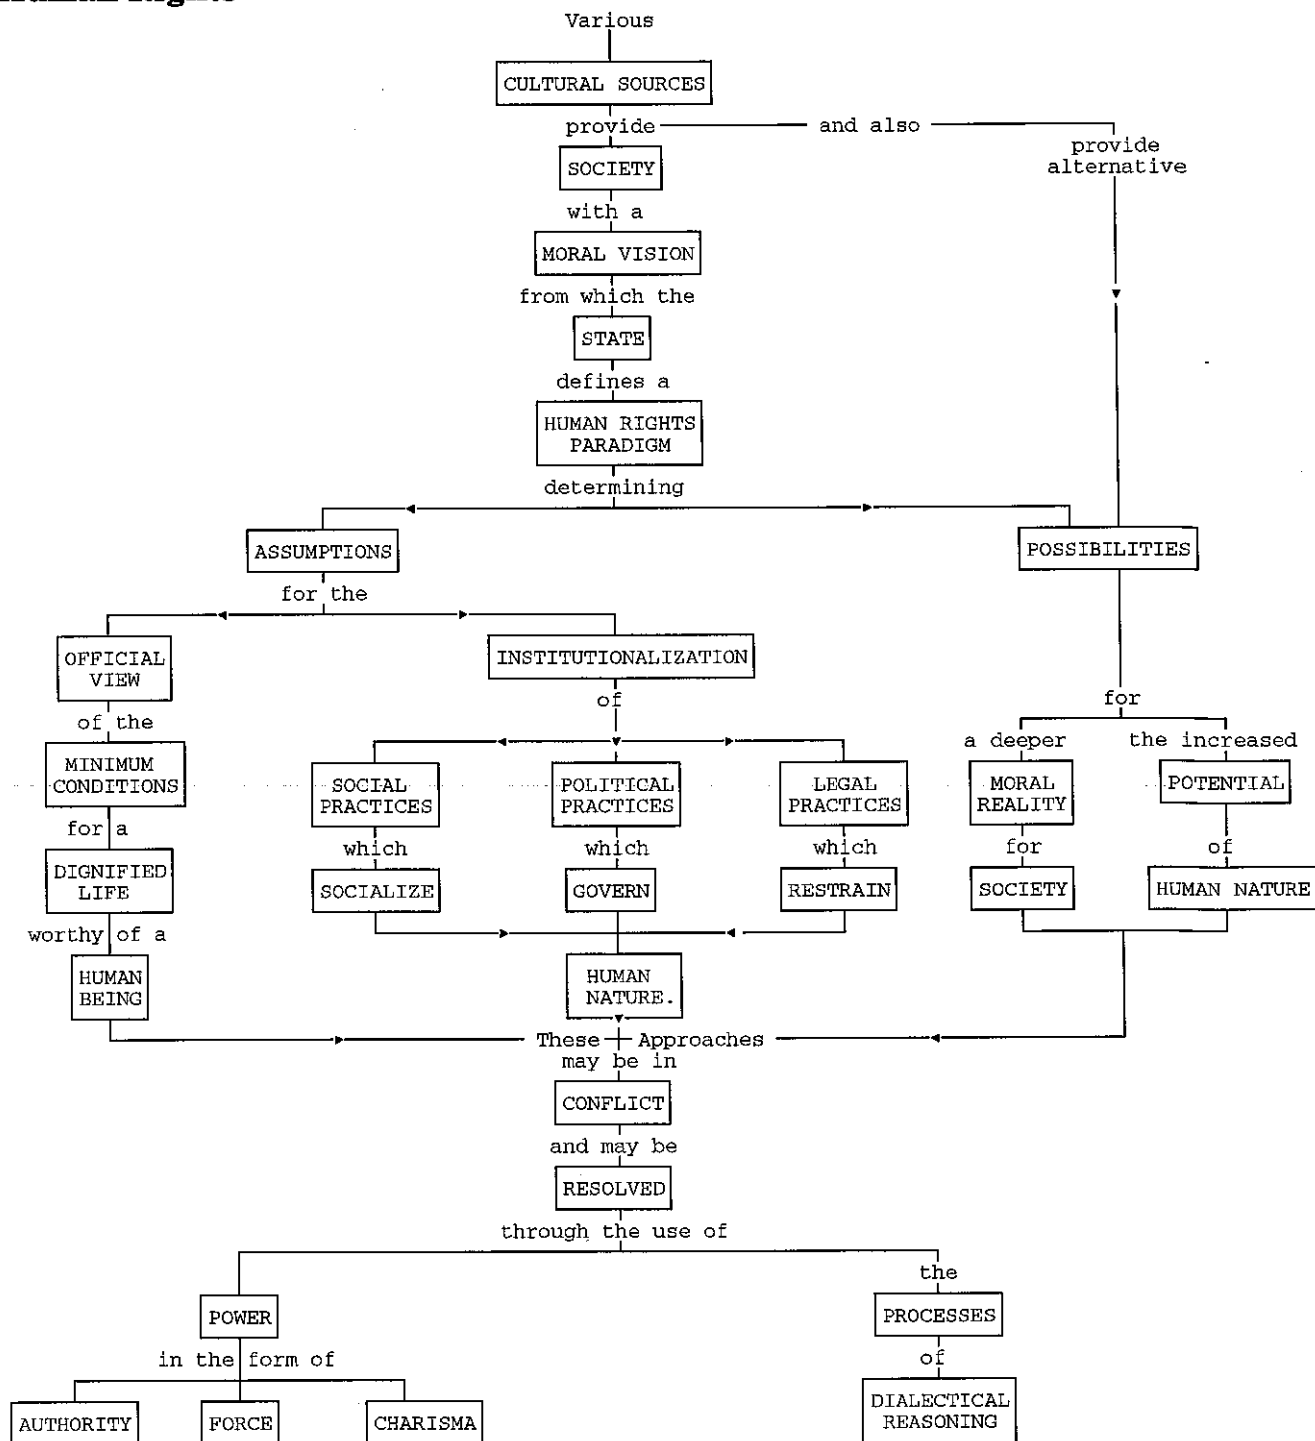 Human Rights
Various
CULTURAL SOURCES
provide
and also
provide
alternative
SOCIETY
with a
MORAL VISION
from which the
STATE
defines a
HUMAN RIGHTS
PARADIGM
determining
ASSUMPTIONS
POSSIBILITIES
for the
OFFICIAL
VIEW
INSTITUTIONALIZATION
of the
of
for
a deeper
the increased
MINIMUM
CONDITIONS
SOCIAL
PRACTICES
POLITICAL
PRACTICES
LEGAL
PRACTICES
MORAL
REALITY
POTENTIAL
for a
which
which
which
for
of
DIGNIFIED
LIFE
SOCIALIZE
GOVERN
RESTRAIN
SOCIETY
HUMAN NATURE
worthy of a
HUMAN
BEING
HUMAN
NATURE.
These Approaches
may be in
CONFLICT
and may be
RESOLVED
through the use of
the
POWER
PROCESSES
in the form of
of
AUTHORITY
FORCE
CHARISMA
DIALECTICAL
REASONING